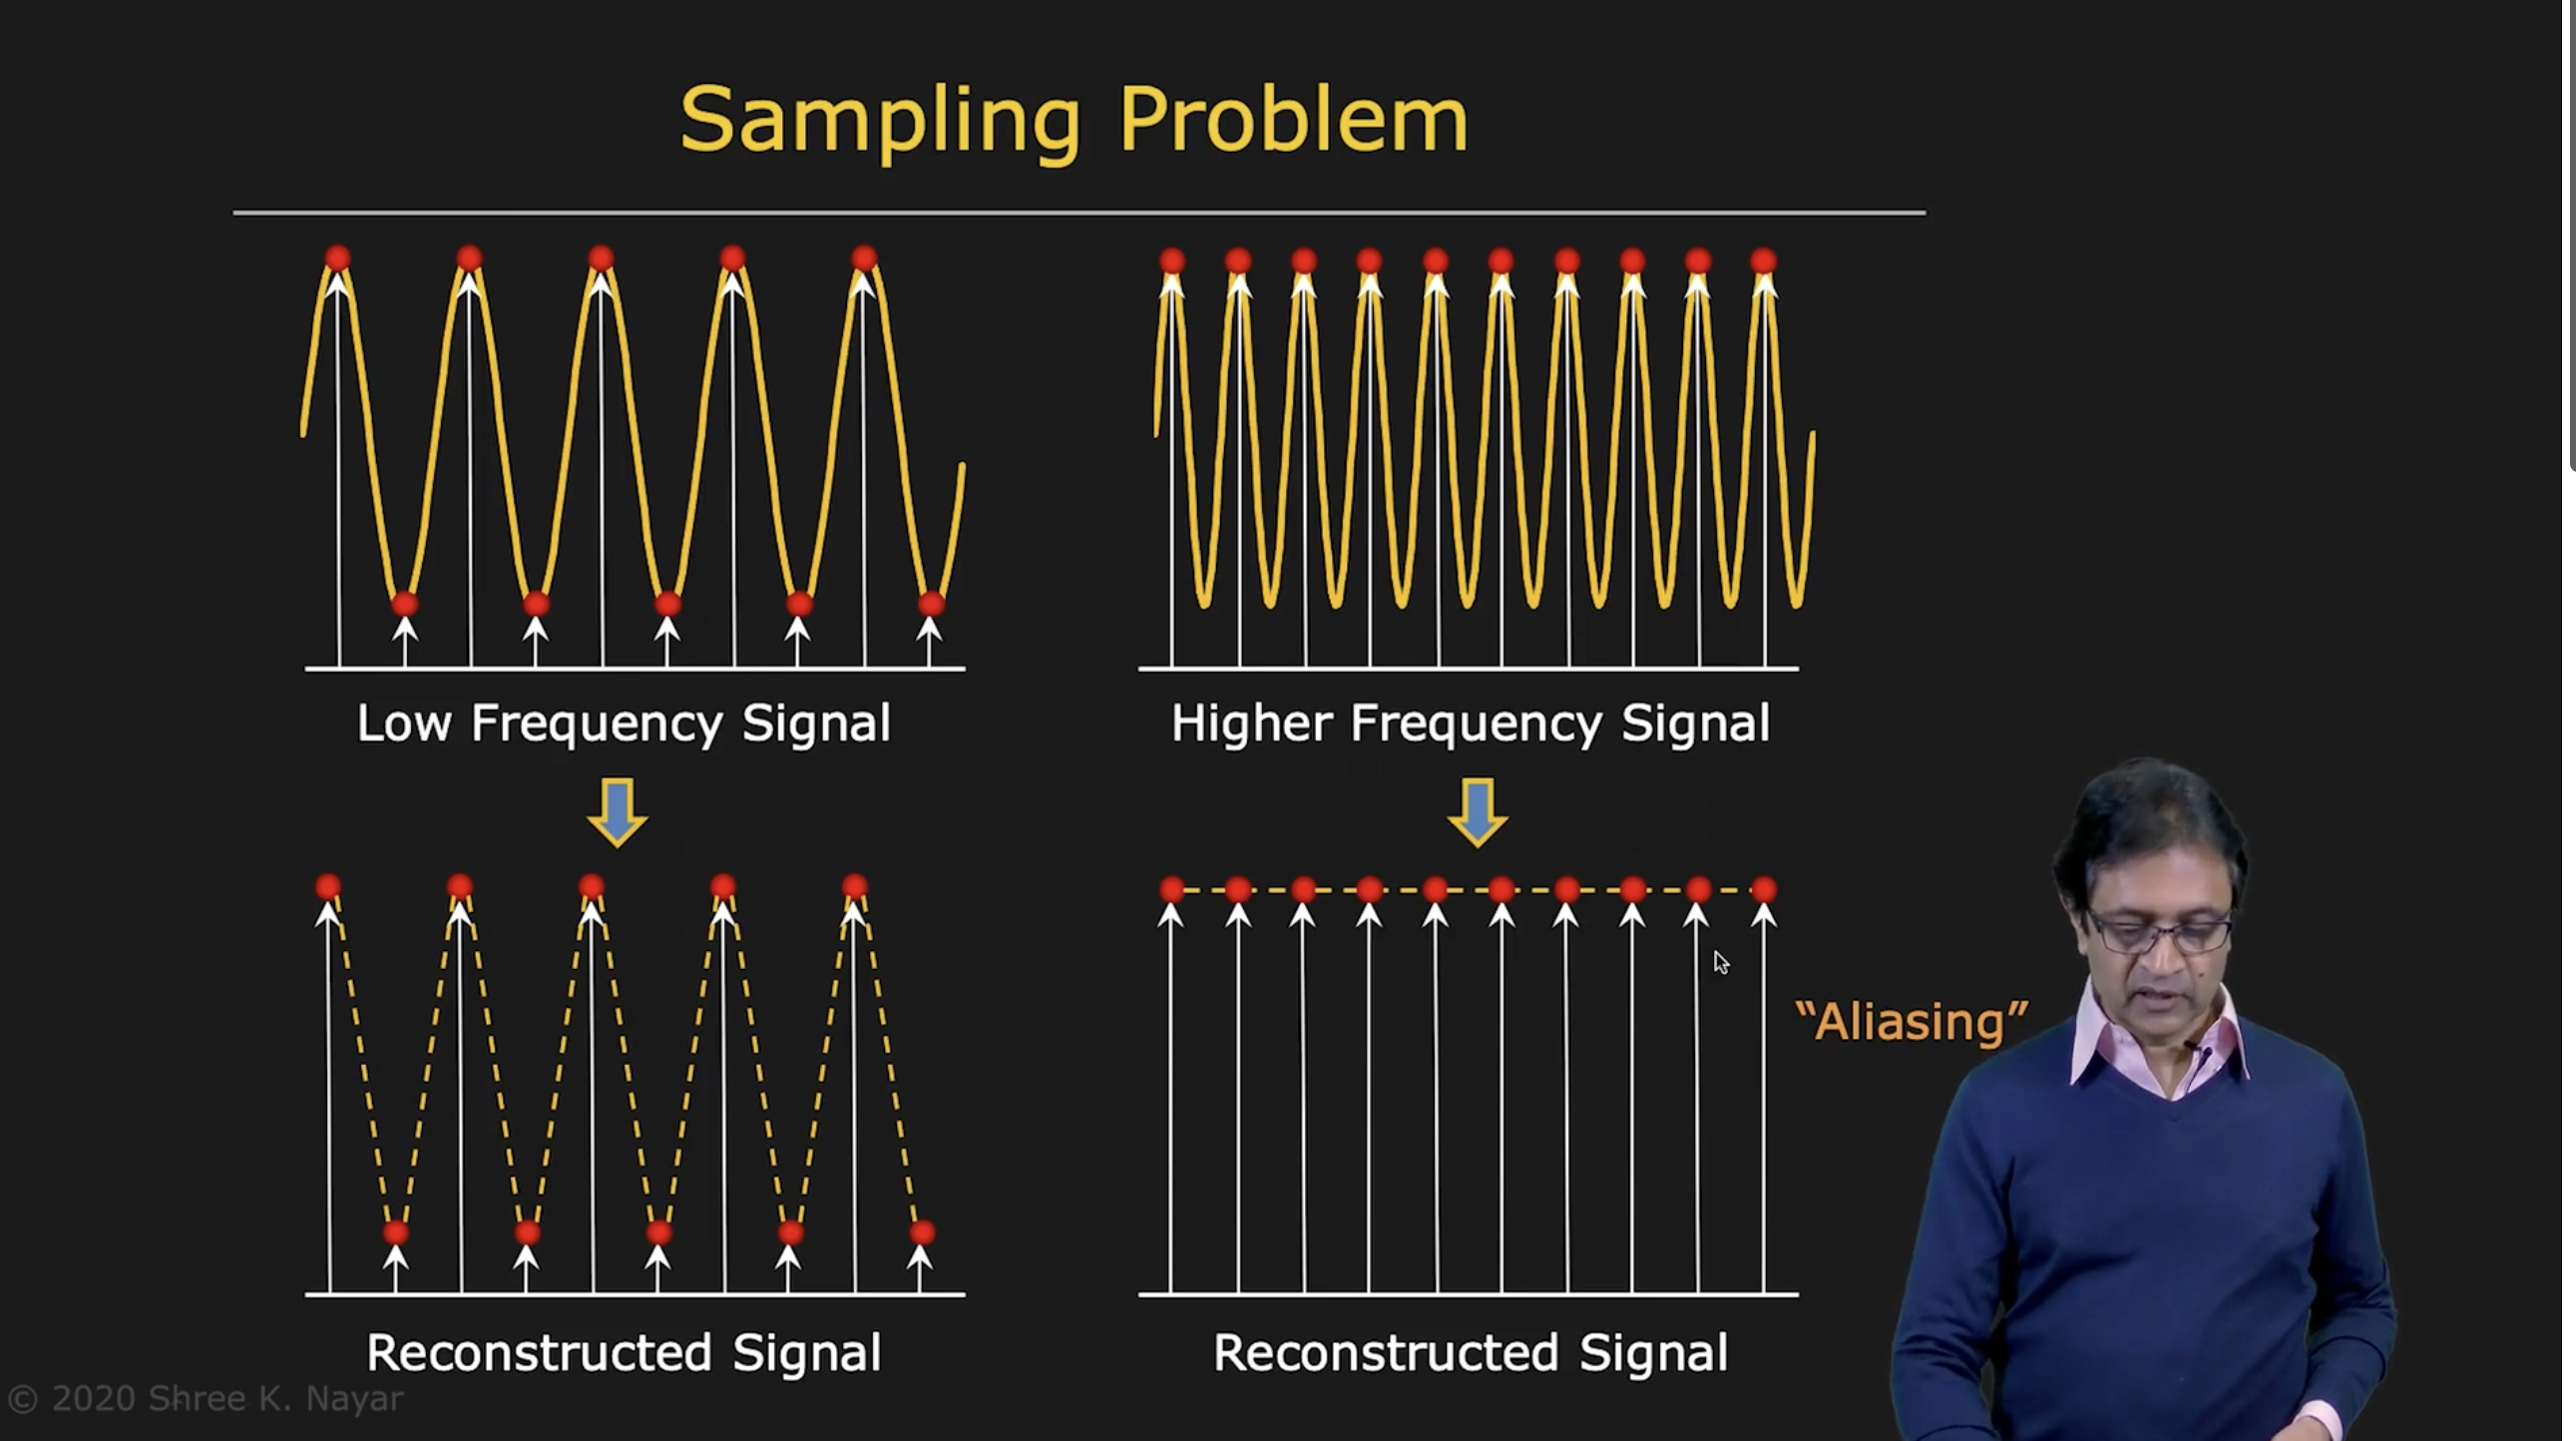 Sampling Problem
Low Frequency Signal
Higher Frequency Signal
"Aliasing"
Reconstructed Signal
Reconstructed Signal
© 2020 Shree K. Nayar